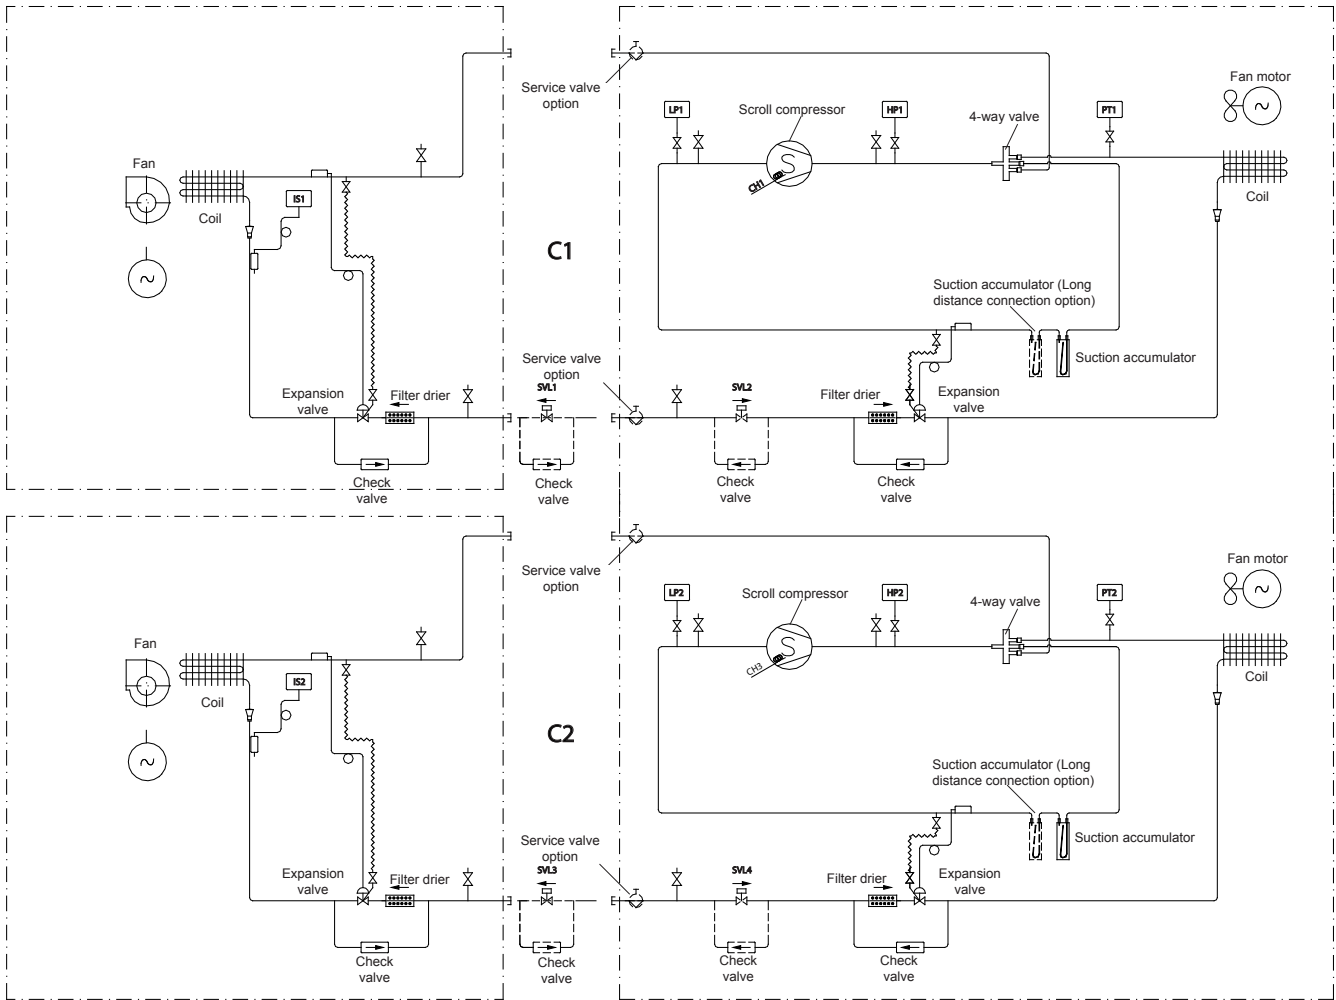 Service valve
option
Fan motor
LP1
Scroll compressor
HP1
4-way valve
PT1
Fan
CH1
IS1
Coil
Coil
C1
Suction accumulator (Long
distance connection option)
Service valve
option
Suction accumulator
Expansion
valve
Filter drier
SVL1
SVL2
Filter drier
Expansion
valve
Check
valve
Check
valve
Check
valve
Check
valve
Service valve
option
Fan motor
LP2
Scroll compressor
HP2
4-way valve
PT2
Fan
CH3
IS2
Coil
Coil
C2
Suction accumulator (Long
distance connection option)
Service valve
option
Suction accumulator
Expansion
valve
Filter drier
SVL3
SVL4
Filter drier
Expansion
valve
Check
valve
Check
valve
Check
valve
Check
valve